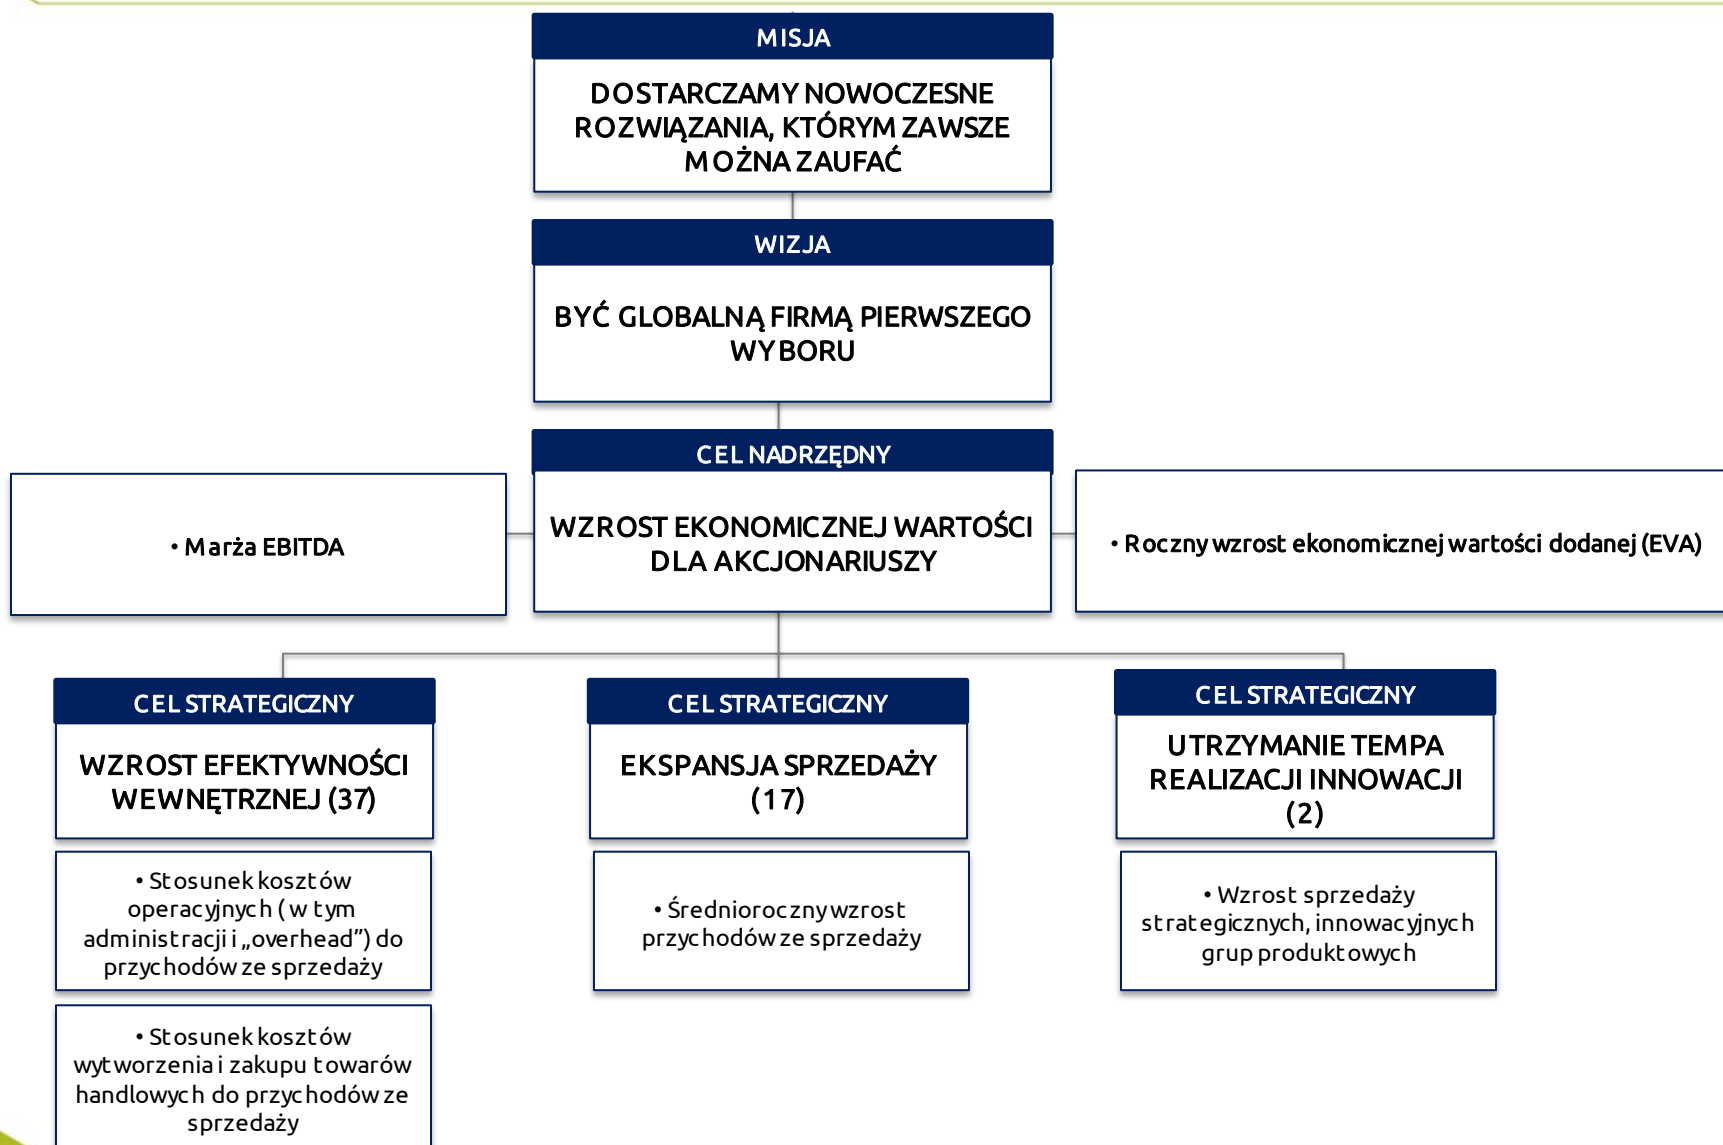 MISJA
DOSTARCZAMY NOWOCZESNE
ROZWIĄZANIA, KTÓRYM ZAWSZE
MOŻNA ZAUFAĆ
WIZJA
BYĆ GLOBALNĄ FIRMĄ PIERWSZEGO
WYBORU
CEL NADRZĘDNY
• Marża EBITDA
WZROST EKONOMICZNEJ WARTOŚCI
DLA AKCJONARIUSZY
• Roczny wzrost ekonomicznej wartości dodanej (EVA)
CEL STRATEGICZNY
WZROST EFEKTYWNOŚCI
WEWNĘTRZNEJ (37)
• Stosunek kosztów
operacyjnych ( w tym
administracji i „overhead”) do
przychodów ze sprzedaży
• Stosunek kosztów
wytworzenia i zakupu towarów
handlowych do przychodów ze
sprzedaży
CEL STRATEGICZNY
EKSPANSJA SPRZEDAŻY
(17)
• Średnioroczny wzrost
przychodów ze sprzedaży
CEL STRATEGICZNY
UTRZYMANIE TEMPA
REALIZACJI INNOWACJI
(2)
• Wzrost sprzedaży
strategicznych, innowacyjnych
grup produktowych